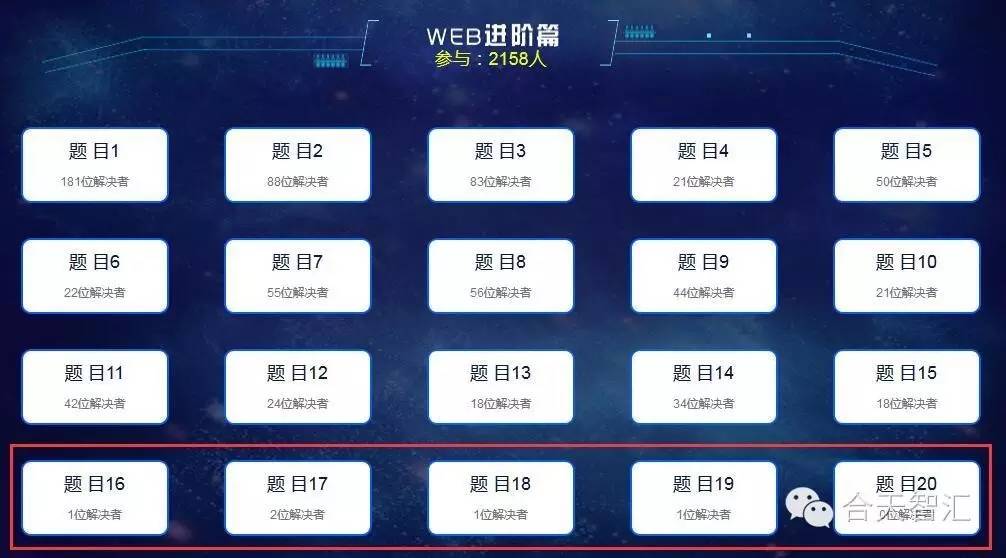 WEB进阶篇
参与：2158人
题 目1 题 目2 题 目3 题 目4 题 目5
181位解决者 88位解决者 83位解决者 21位解决者 50位解决者
题 目6 题 目7 题 目8 题 目9 题 目10
22位解决者 55位解决者 56位解决者 44位解决者 21位解决者
题 目11 题 目12 题 目13 题 目14 题 目15
42位解决者 24位解决者 18位解决者 34位解决者 18位解决者
题 目16 题 目17 题 目18 题 目19 题 目20
1位解决者 2位解决者 1位解决者 1位解决者
合天智汇